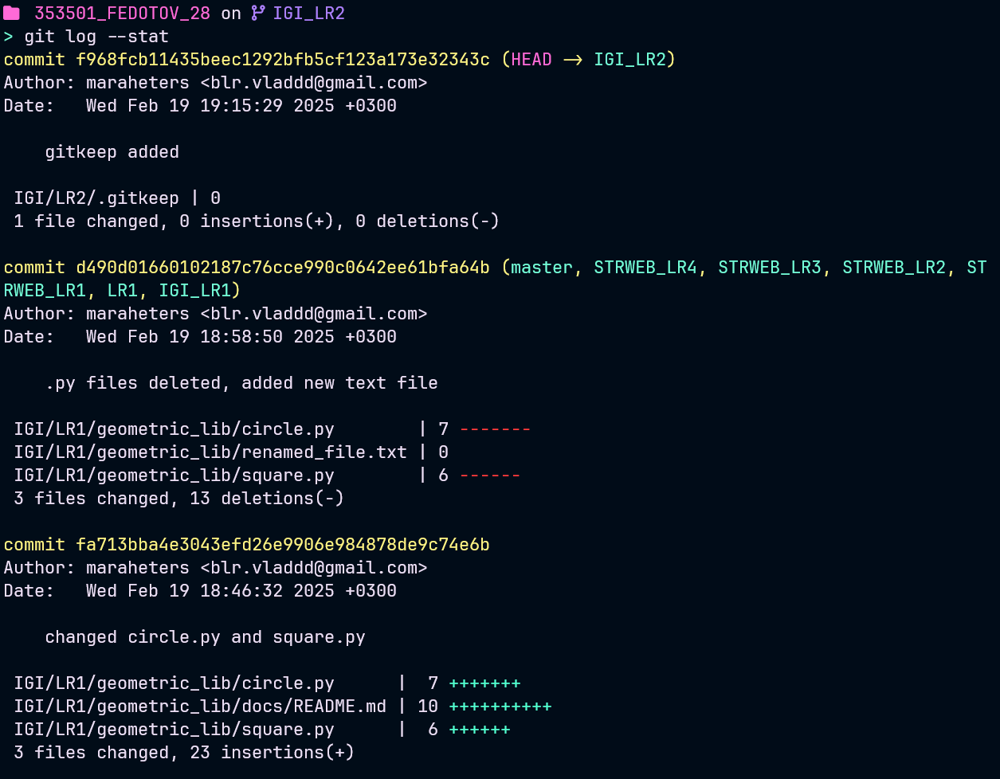 353501_FEDOTOV_28 on IGI_LR2
> git log --stat
commit f968fcb11435beec1292bfb5cf123a173e32343c (HEAD -> IGI_LR2)
Author: maraheters <blr.vladdd@gmail.com>
Date:   Wed Feb 19 19:15:29 2025 +0300

    gitkeep added

 IGI/LR2/.gitkeep | 0
 1 file changed, 0 insertions(+), 0 deletions(-)

commit d490d01660102187c76cce990c0642ee61bfa64b (master, STRWEB_LR4, STRWEB_LR3, STRWEB_LR2, ST
RWEB_LR1, LR1, IGI_LR1)
Author: maraheters <blr.vladdd@gmail.com>
Date:   Wed Feb 19 18:58:50 2025 +0300

    .py files deleted, added new text file

 IGI/LR1/geometric_lib/circle.py        | 7 -------
 IGI/LR1/geometric_lib/renamed_file.txt | 0
 IGI/LR1/geometric_lib/square.py        | 6 ------
 3 files changed, 13 deletions(-)

commit fa713bba4e3043efd26e9906e984878de9c74e6b
Author: maraheters <blr.vladdd@gmail.com>
Date:   Wed Feb 19 18:46:32 2025 +0300

    changed circle.py and square.py

 IGI/LR1/geometric_lib/circle.py      |  7 +++++++
 IGI/LR1/geometric_lib/docs/README.md | 10 ++++++++++
 IGI/LR1/geometric_lib/square.py      |  6 ++++++
 3 files changed, 23 insertions(+)